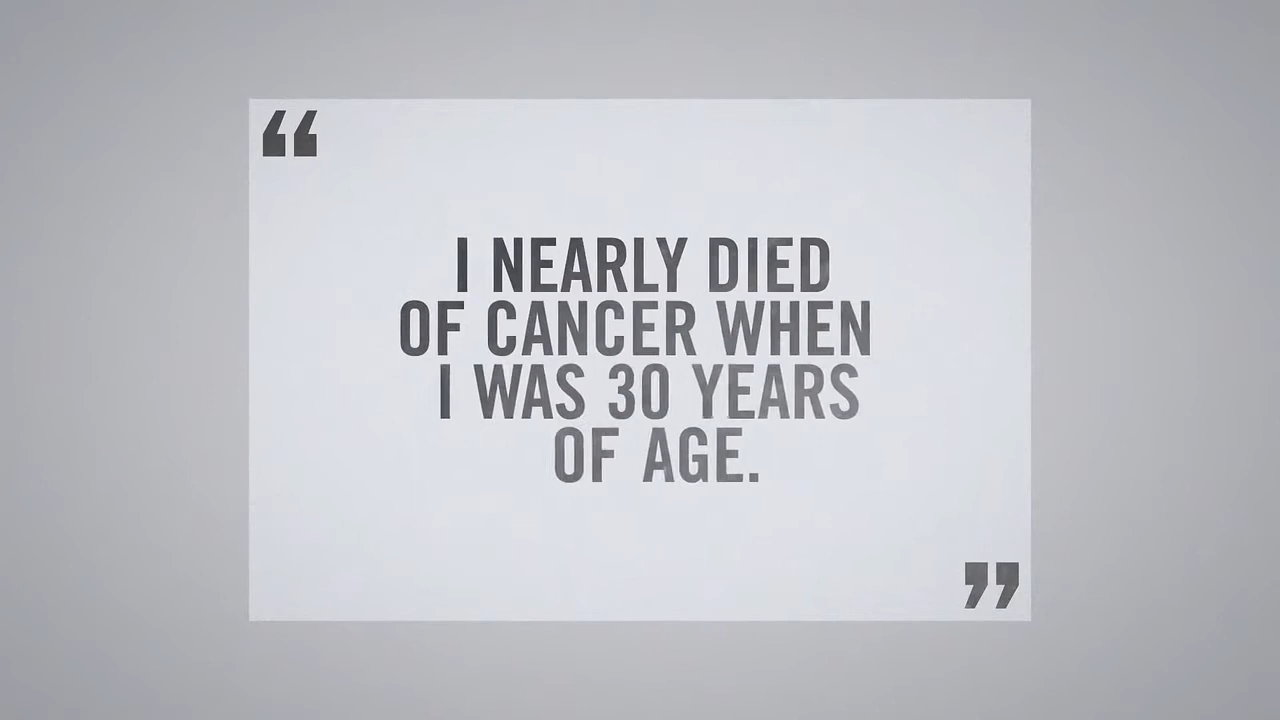 “
I NEARLY DIED
OF CANCER WHEN
I WAS 30 YEARS
OF AGE.
”